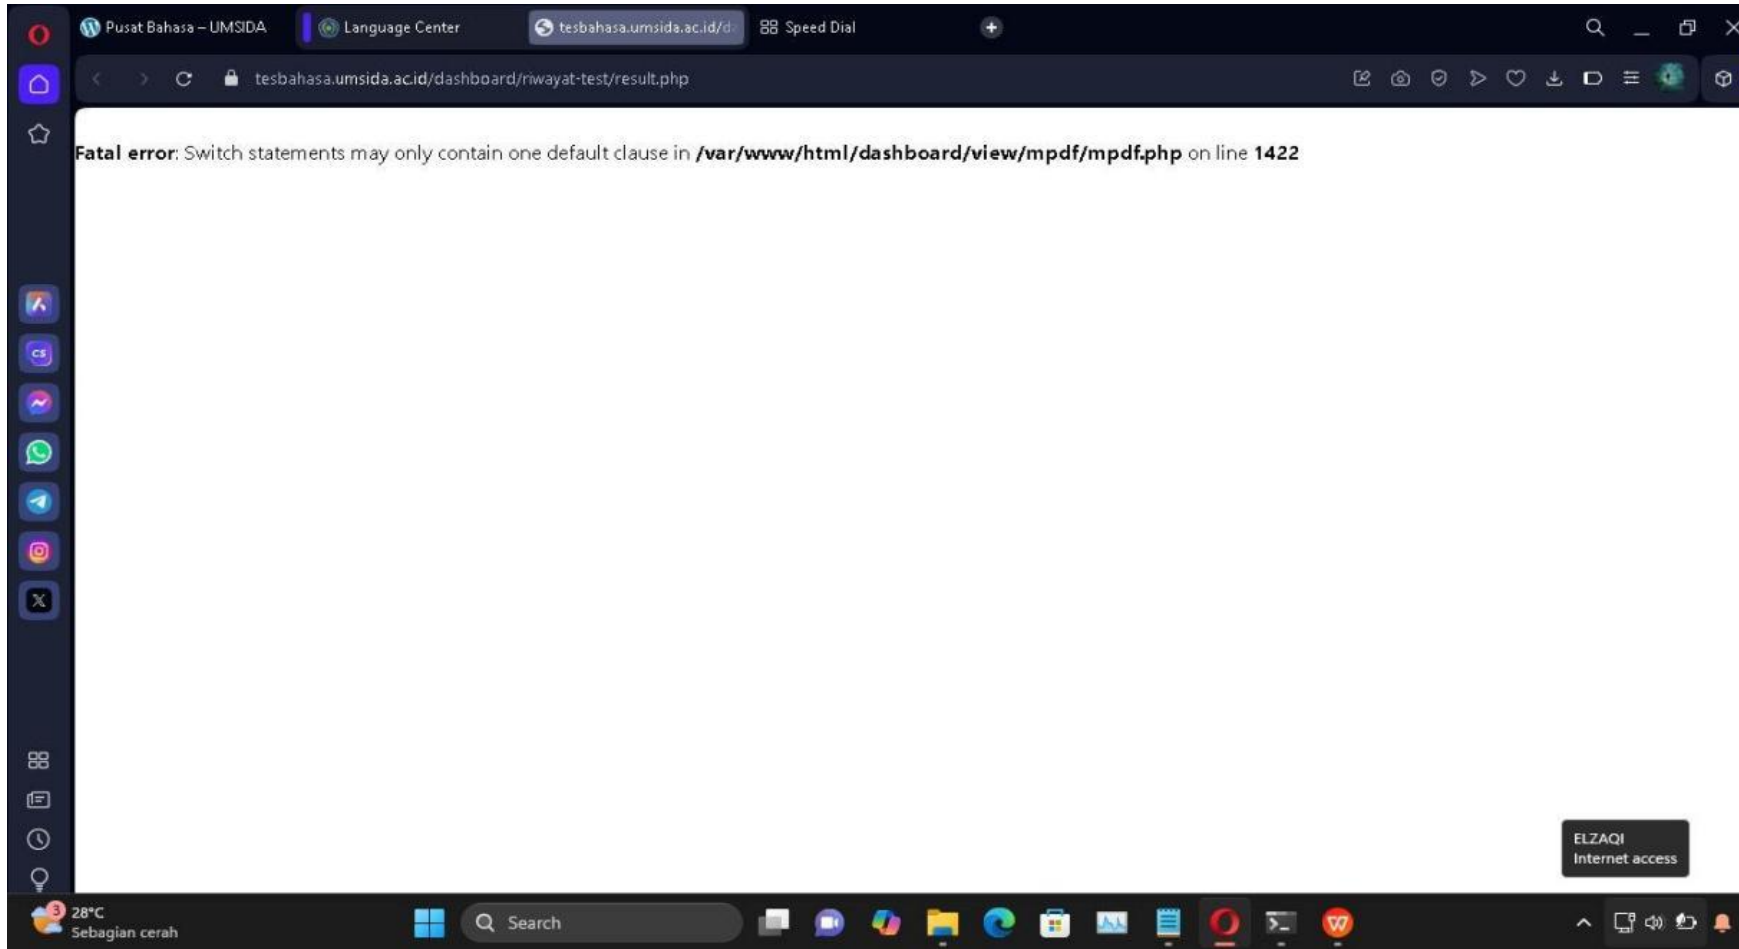 Pusat Bahasa – UMSIDA
Language Center
tesbahasa.umsida.ac.id/d
Speed Dial
tesbahasa.umsida.ac.id/dashboard/riwayat-test/result.php
Fatal error: Switch statements may only contain one default clause in /var/www/html/dashboard/view/mpdf/mpdf.php on line 1422
CS
ELZAQI
Internet access
3
28°C
Sebagian cerah
Search